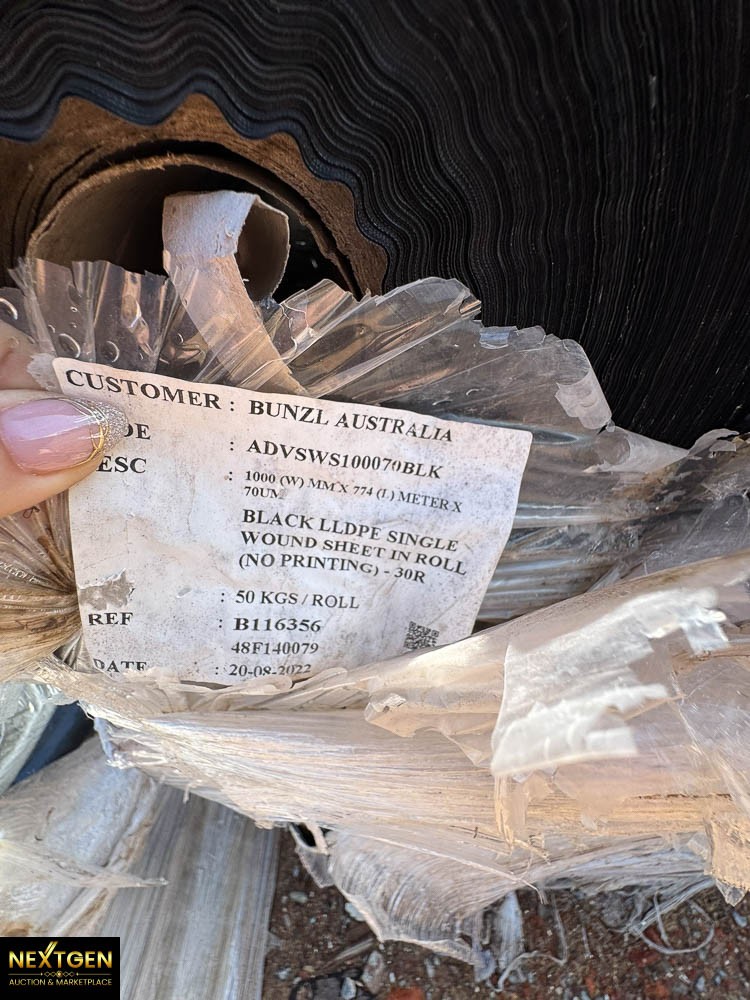 CUSTOMER : BUNZL AUSTRALIA
DE : ADVSWS100070BLK
ESC : 1000 (W) MM X 774 (L) METER X
70UM
BLACK LLDPE SINGLE
WOUND SHEET IN ROLL
(NO PRINTING) - 30R
: 50 KGS / ROLL
REF : B116356
48F140079
DATE : 20-08-2022
NEXTGEN
AUCTION & MARKETPLACE